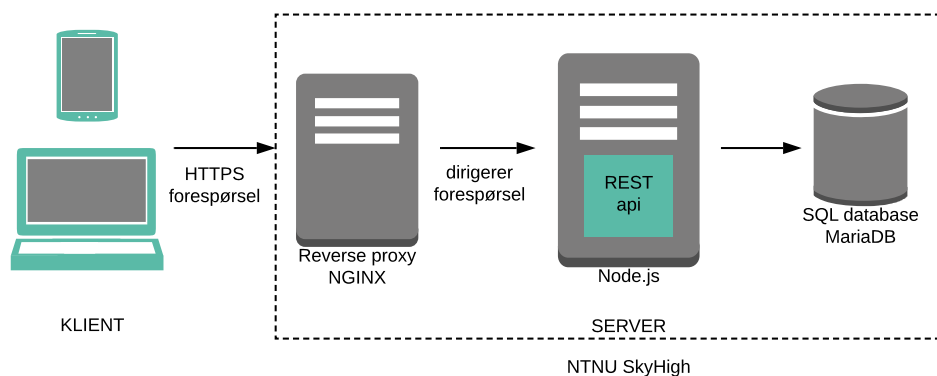 HTTPS
forespørsel
dirigerer
forespørsel
REST
api
SQL database
MariaDB
Reverse proxy
NGINX
Node.js
KLIENT
SERVER
NTNU SkyHigh